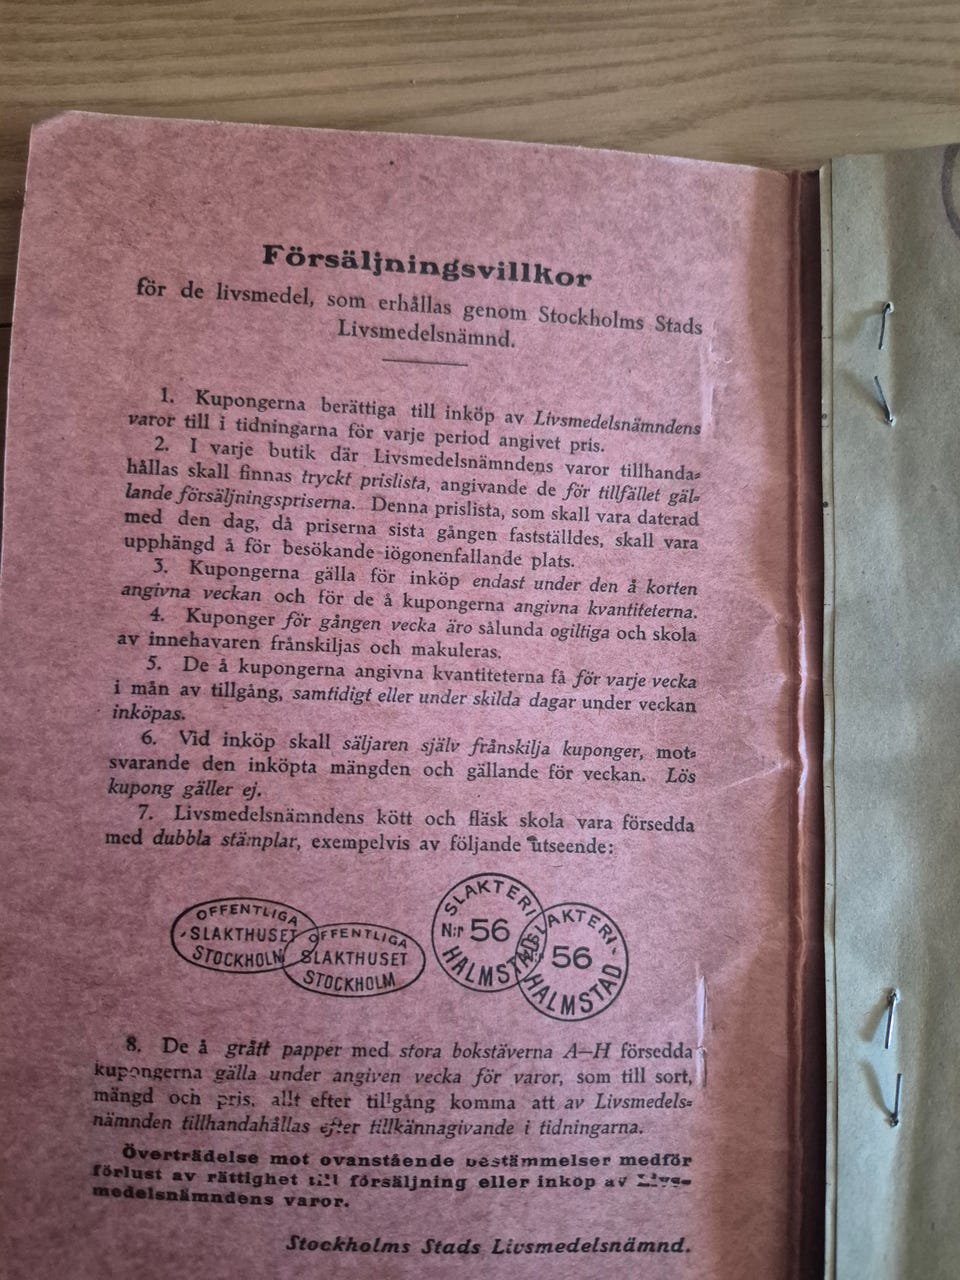 Försäljningsvillkor
för de livsmedel, som erhållas genom Stockholms Stads
Livsmedelsnämnd.
1. Kupongerna berättiga till inköp av Livsmedelsnämndens
varor till i tidningarna för varje period angivet pris.
2. I varje butik där Livsmedelsnämndens varor tillhanda-
hållas skall finnas tryckt prislista, angivande de för tillfället gäl-
lande försäljningspriserna. Denna prislista, som skall vara daterad
med den dag, då priserna sista gången fastställdes, skall vara
upphängd å för besökande iögonenfallande plats.
3. Kupongerna gälla för inköp endast under den å korten
angivna veckan och för de å kupongerna angivna kvantiteterna.
4. Kuponger för gången vecka äro sålunda ogiltiga och skola
av innehavaren frånskiljas och makuleras.
5. De å kupongerna angivna kvantiteterna få för varje vecka
i mån av tillgång, samtidigt eller under skilda dagar under veckan
inköpas.
6. Vid inköp skall säljaren själv frånskilja kuponger, mot-
svarande den inköpta mängden och gällande för veckan. Lös
kupong gäller ej.
7. Livsmedelsnämndens kött och fläsk skola vara försedda
med dubbla stämplar, exempelvis av följande utseende:
OFFENTLIGA
SLAKTHUSET
STOCKHOLM
OFFENTLIGA
SLAKTHUSET
STOCKHOLM
SLAKTERI
N:r 56
HALMSTAD
SLAKTERI
56
HALMSTAD
8. De å grått papper med stora bokstäverna A—H försedda
kupongerna gälla under angiven vecka för varor, som till sort,
mängd och pris, allt efter tillgång komma att av Livsmedels-
nämnden tillhandahållas efter tillkännagivande i tidningarna.
Överträdelse mot ovanstående bestämmelser medför
förlust av rättighet till försäljning eller inköp av Livs-
medelsnämndens varor.
Stockholms Stads Livsmedelsnämnd.